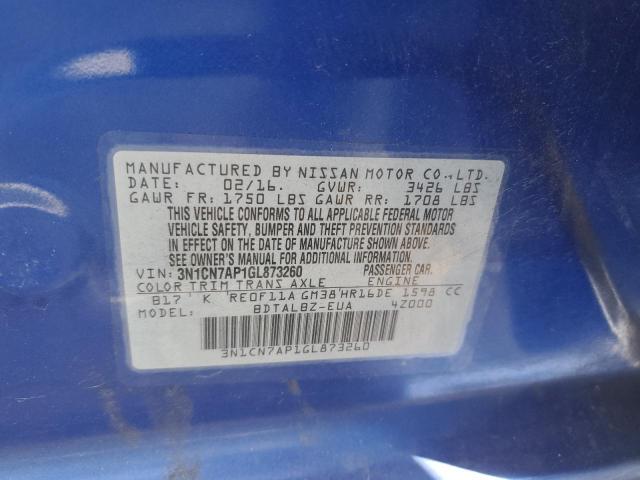 MANUFACTURED BY NISSAN MOTOR CO.,LTD.
DATE: 02/16. GVWR: 3426 LBS
GAWR FR: 1750 LBS GAWR RR: 1708 LBS
THIS VEHICLE CONFORMS TO ALL APPLICABLE FEDERAL MOTOR
VEHICLE SAFETY, BUMPER AND THEFT PREVENTION STANDARDS
IN EFFECT ON THE DATE OF MANUFACTURE SHOWN ABOVE.
SEE OWNER'S MANUAL FOR ADDITIONAL INFORMATION.
VIN: 3N1CN7AP1GL873260 PASSENGER CAR.
COLOR TRIM TRANS AXLE ENGINE
B17 K RE0F11A GM38 HR16DE 1598 CC
MODEL: BDTALBZ-EUA 4Z000
3N1CN7AP1GL873260